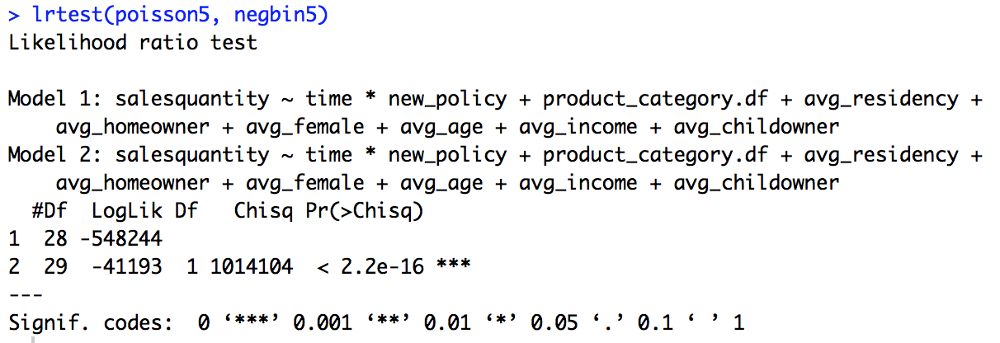 > lrtest(poisson5, negbin5)
Likelihood ratio test

Model 1: salesquantity ~ time * new_policy + product_category.df + avg_residency +
    avg_homeowner + avg_female + avg_age + avg_income + avg_childowner
Model 2: salesquantity ~ time * new_policy + product_category.df + avg_residency +
    avg_homeowner + avg_female + avg_age + avg_income + avg_childowner
  #Df  LogLik Df   Chisq Pr(>Chisq)
1  28 -548244
2  29  -41193  1 1014104  < 2.2e-16 ***
---
Signif. codes:  0 ‘***’ 0.001 ‘**’ 0.01 ‘*’ 0.05 ‘.’ 0.1 ‘ ’ 1